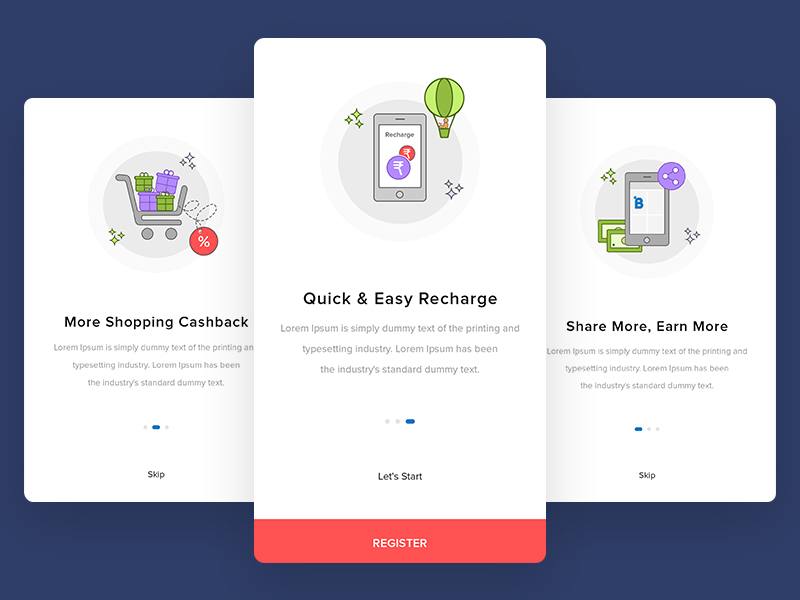 More Shopping Cashback
Lorem Ipsum is simply dummy text of the printing an
typesetting industry. Lorem Ipsum has been
the industry's standard dummy text.
Skip
%
Recharge
₹
₹
Quick & Easy Recharge
Lorem Ipsum is simply dummy text of the printing and
typesetting industry. Lorem Ipsum has been
the industry's standard dummy text.
Let's Start
REGISTER
B
Share More, Earn More
Lorem Ipsum is simply dummy text of the printing and
typesetting industry. Lorem Ipsum has been
the industry's standard dummy text.
Skip